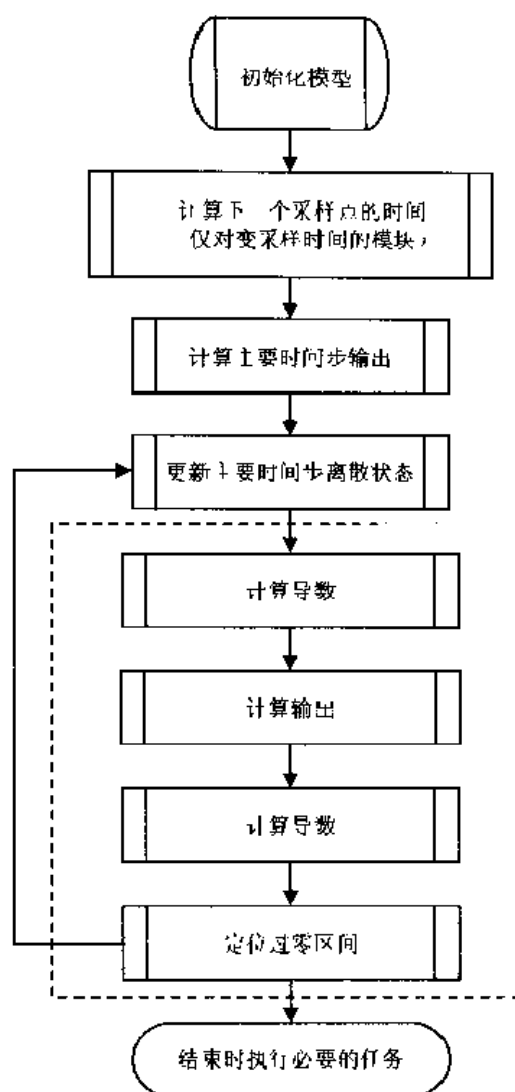 初始化模型
计算下一个采样点的时间
仅对变采样时间的模块）
计算主要时间步输出
更新主要时间步离散状态
计算导数
计算输出
计算导数
定位过零区间
结束时执行必要的任务